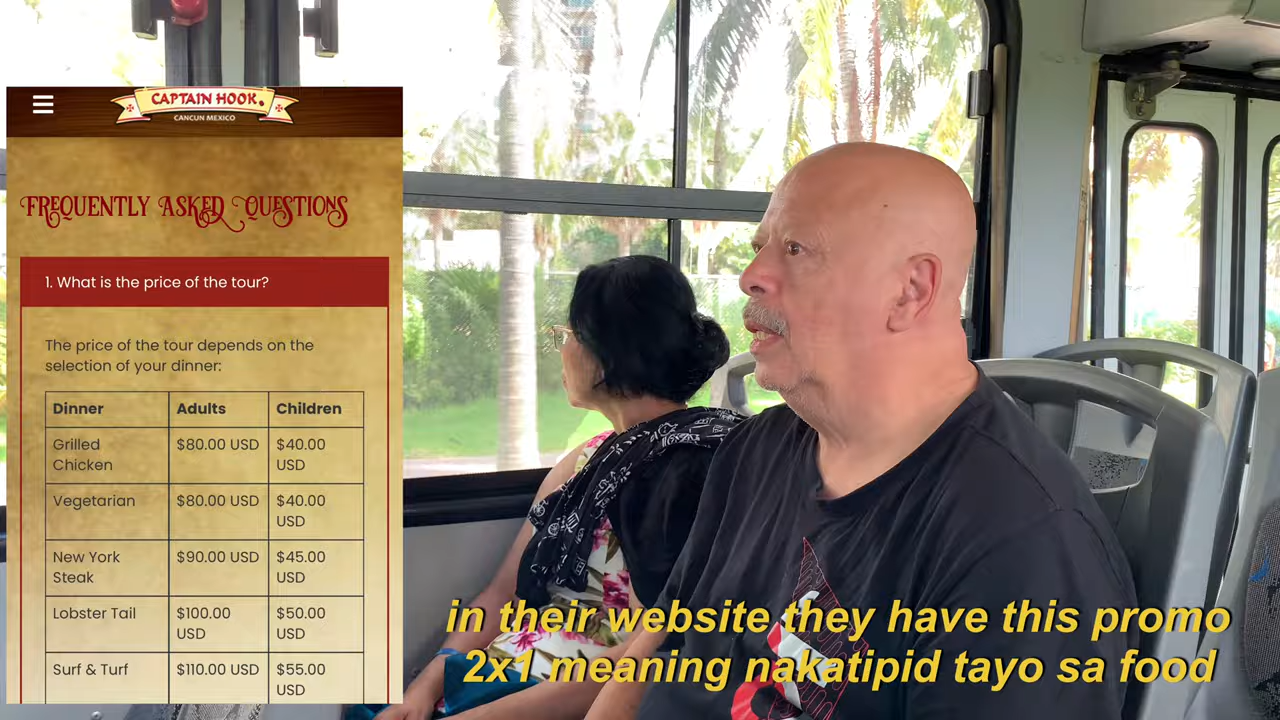 CAPTAIN HOOK.
CANCUN MEXICO
FREQUENTLY ASKED QUESTIONS
1. What is the price of the tour?
The price of the tour depends on the
selection of your dinner:
Dinner Adults Children
Grilled Chicken $80.00 USD $40.00 USD
Vegetarian $80.00 USD $40.00 USD
New York Steak $90.00 USD $45.00 USD
Lobster Tail $100.00 USD $50.00 USD
Surf & Turf $110.00 USD $55.00 USD
in their website they have this promo
2x1 meaning nakatipid tayo sa food